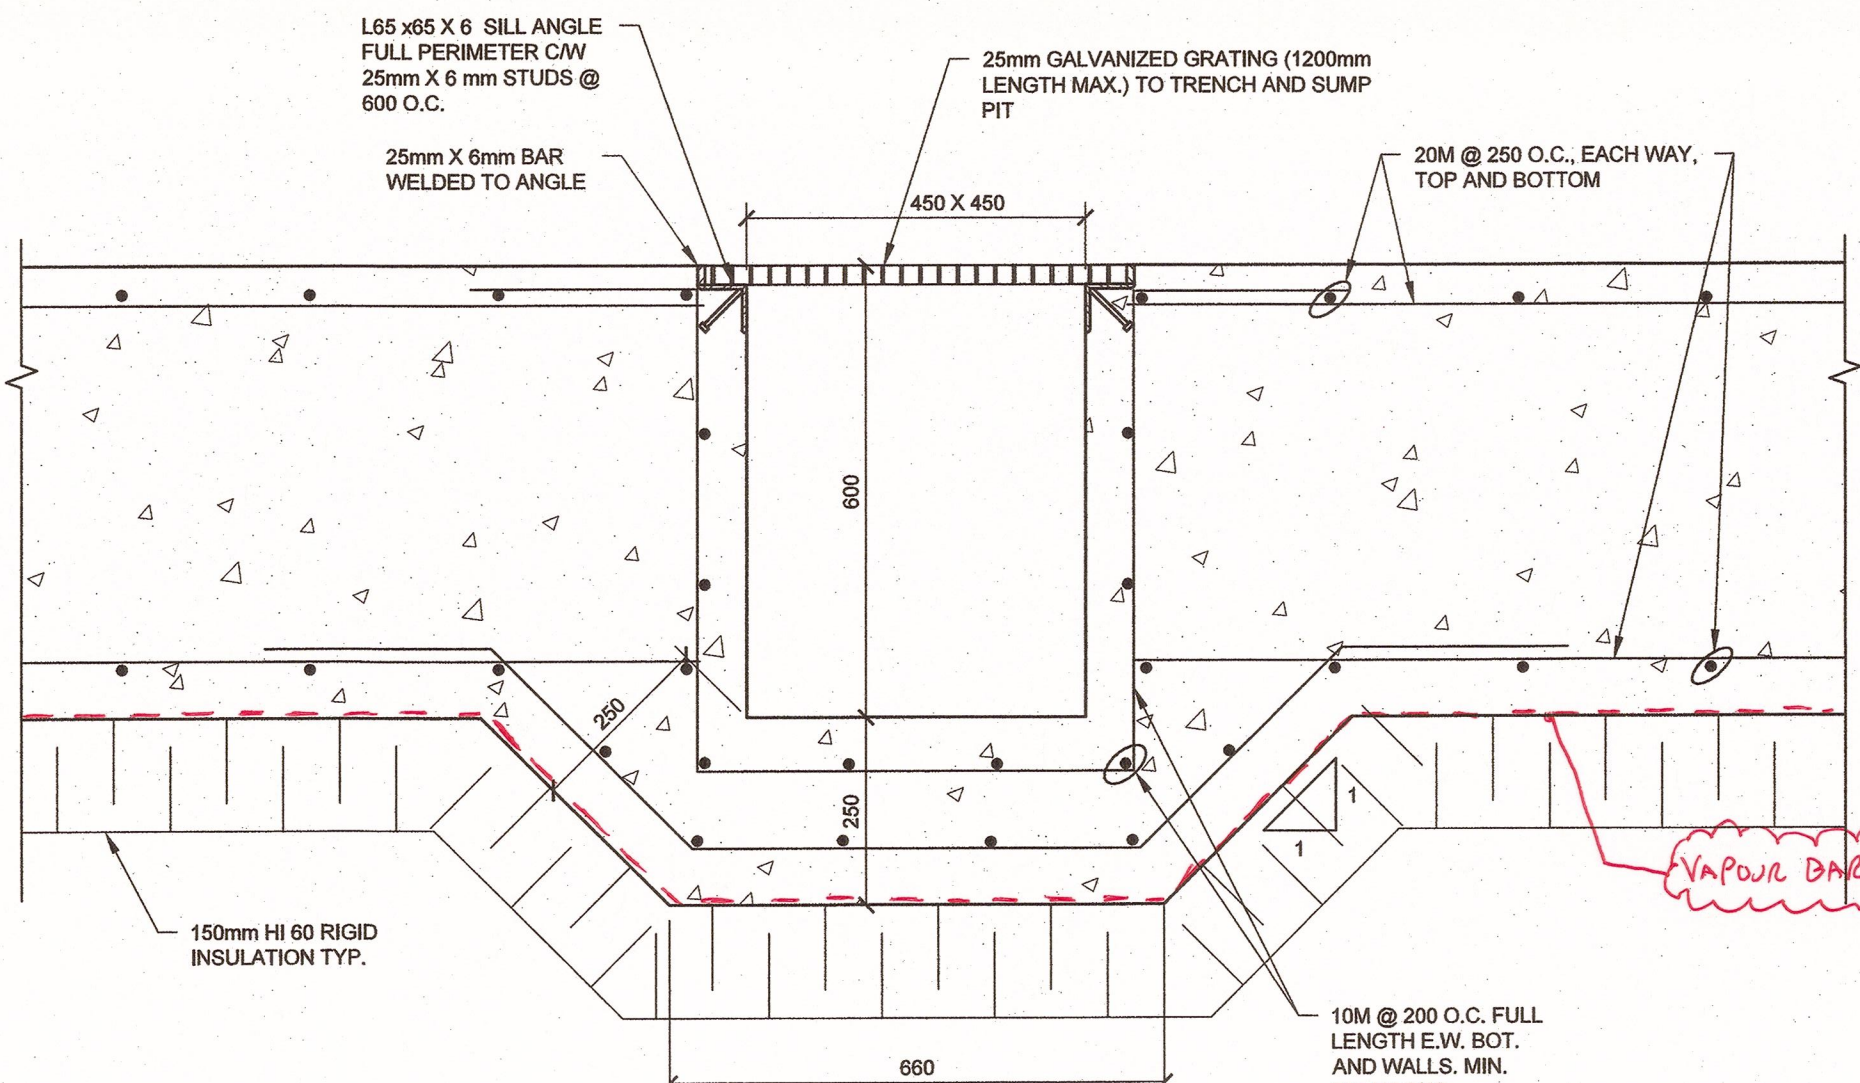 L65 x65 X 6 SILL ANGLE
FULL PERIMETER C/W
25mm X 6 mm STUDS @
600 O.C.
25mm GALVANIZED GRATING (1200mm
LENGTH MAX.) TO TRENCH AND SUMP
PIT
25mm X 6mm BAR
WELDED TO ANGLE
20M @ 250 O.C., EACH WAY,
TOP AND BOTTOM
450 X 450
600
250
250
1
1
VAPOUR BAR
150mm HI 60 RIGID
INSULATION TYP.
10M @ 200 O.C. FULL
LENGTH E.W. BOT.
AND WALLS. MIN.
660